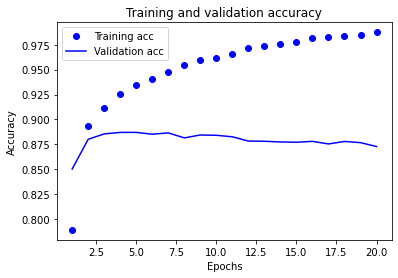 Training and validation accuracy
Training acc
Validation acc
0.975
0.950
0.925
0.900
0.875
0.850
0.825
0.800
Accuracy
2.5 5.0 7.5 10.0 12.5 15.0 17.5 20.0
Epochs